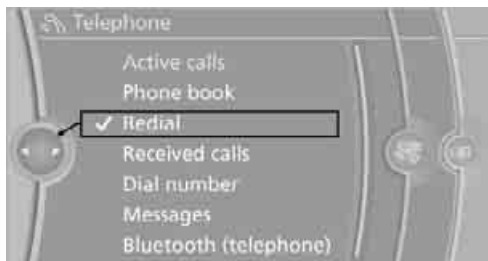 Telephone
Active calls
Phone book
Redial
Received calls
Dial number
Messages
Bluetooth (telephone)